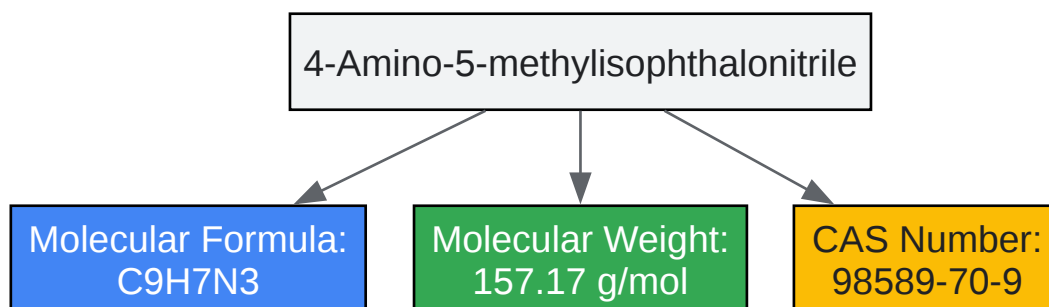 4-Amino-5-methylisophthalonitrile
Molecular Formula:
C9H7N3
Molecular Weight:
157.17 g/mol
CAS Number:
98589-70-9